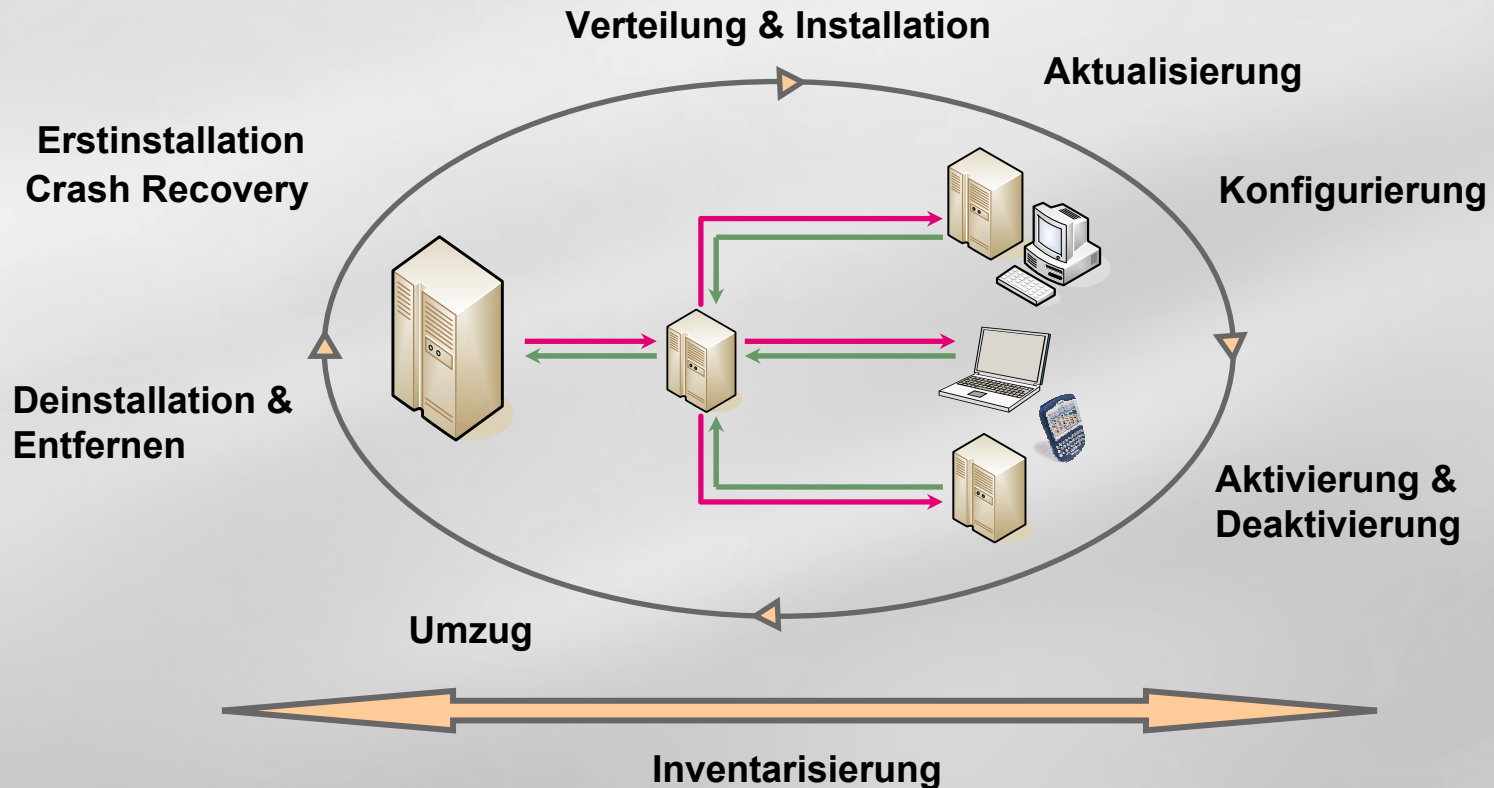 Verteilung & Installation
Aktualisierung
Erstinstallation
Crash Recovery
Konfigurierung
Deinstallation &
Entfernen
Aktivierung &
Deaktivierung
Umzug
Inventarisierung